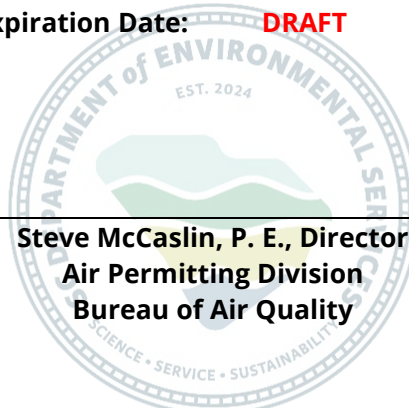 xpiration Date: DRAFT
DEPARTMENT of ENVIRONMENTAL SERVICES
EST. 2024
Steve McCaslin, P. E., Director
Air Permitting Division
Bureau of Air Quality
SCIENCE • SERVICE • SUSTAINABILITY